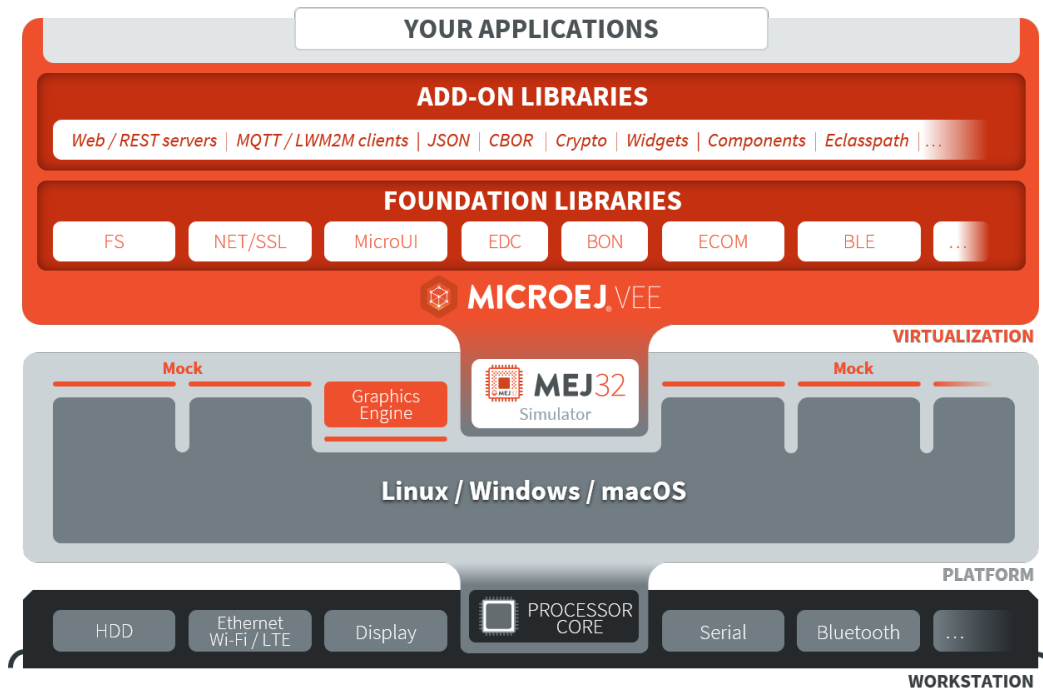 YOUR APPLICATIONS
ADD-ON LIBRARIES
Web / REST servers | MQTT / LWM2M clients | JSON | CBOR | Crypto | Widgets | Components | Eclasspath | ...
FOUNDATION LIBRARIES
FS NET/SSL MicroUI EDC BON ECOM BLE ...
MICROEJ® VEE
VIRTUALIZATION
Mock
Mock
Graphics
Engine
MEJ32
MEJ32
Simulator
Linux / Windows / macOS
PLATFORM
HDD
Ethernet
Wi-Fi / LTE
Display
PROCESSOR
CORE
Serial
Bluetooth
...
WORKSTATION